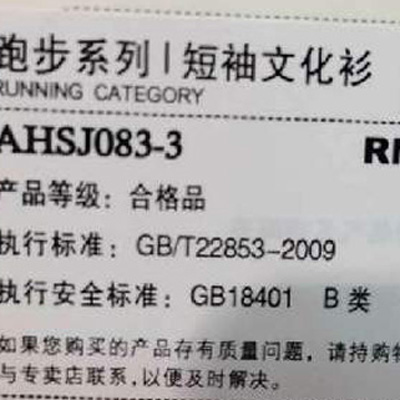 跑步系列 | 短袖文化衫
RUNNING CATEGORY
AHSJ083-3
产品等级：合格品
执行标准：GB/T22853-2009
执行安全标准：GB18401 B 类
如果您购买的产品存有质量问题，请持购物
与专卖店联系，以便及时解决。